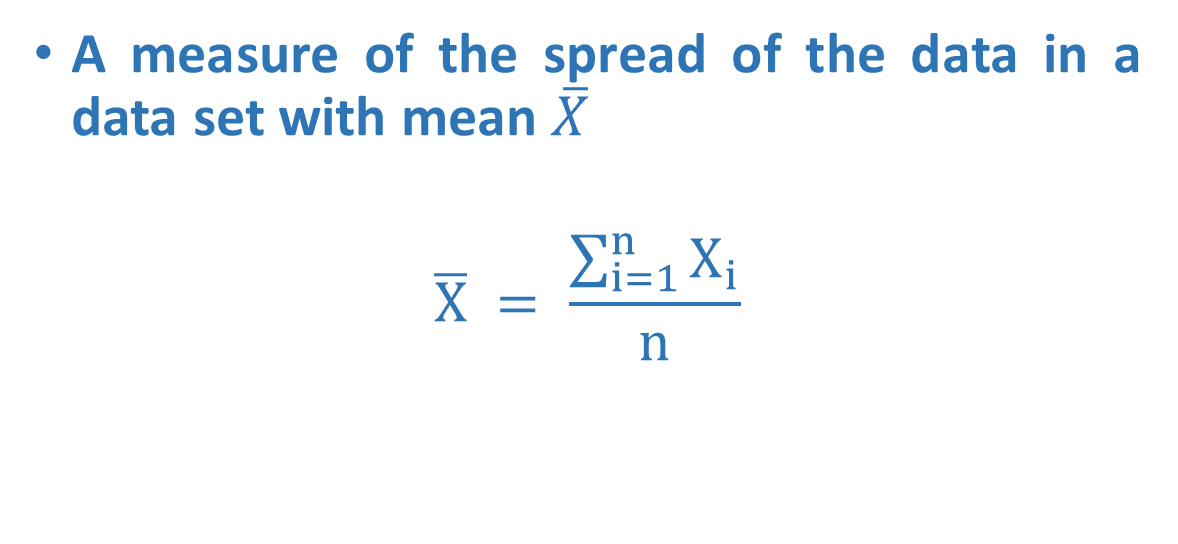 • A measure of the spread of the data in a
data set with mean X̿
X̅ = ∑ⁿᵢ₌₁ Xᵢ / n